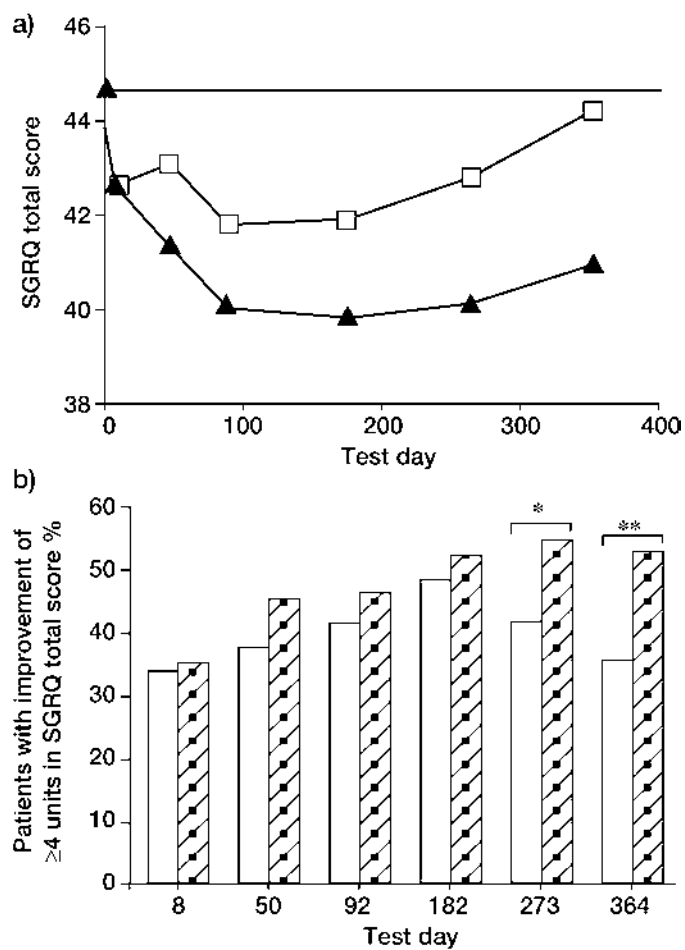 a)
46
44
42
40
38
SGRQ total score
0 100 200 300 400
Test day
b)
60
50
40
30
20
10
0
Patients with improvement of
≥4 units in SGRQ total score %
* **
8 50 92 182 273 364
Test day